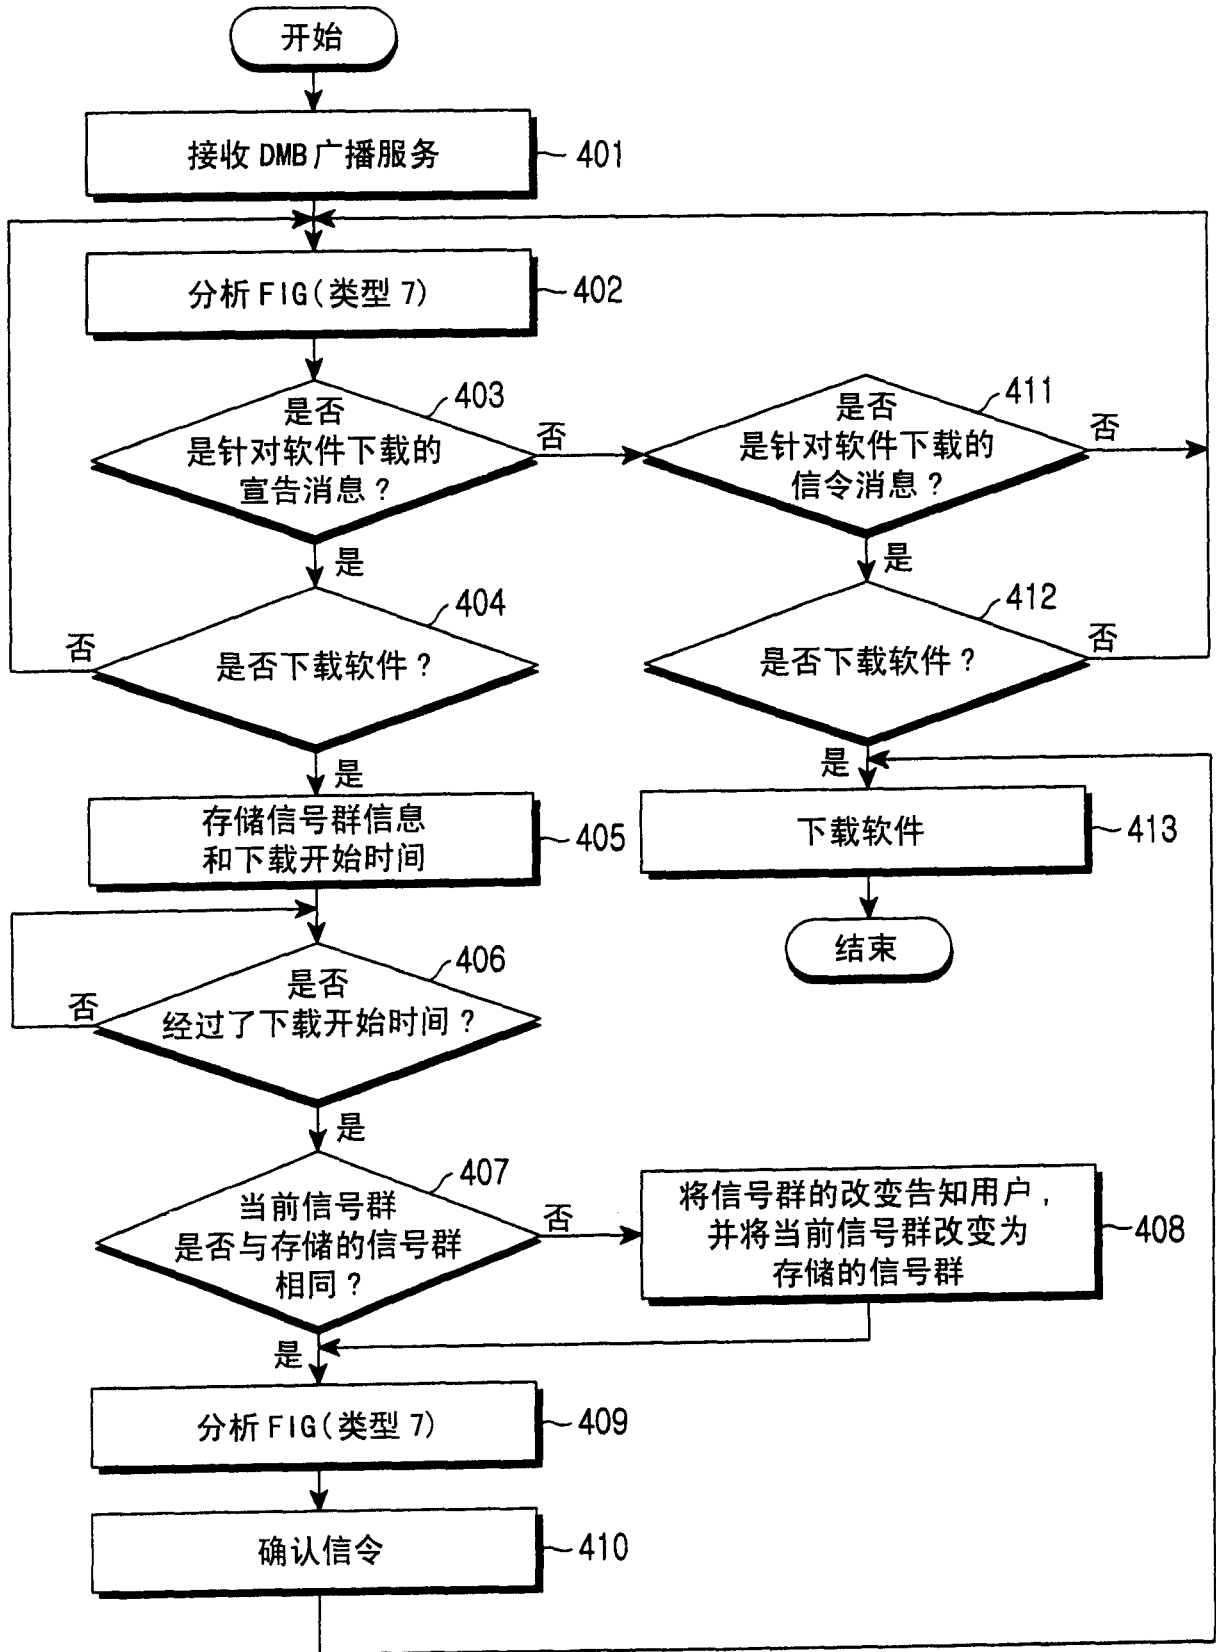 开始
接收 DMB 广播服务
401
分析 FIG(类型 7)
402
是否
是针对软件下载的
宣告消息?
403
否
是
是否
是针对软件下载的
信令消息?
411
否
是
是否下载软件?
404
否
是
是否下载软件?
412
否
是
存储信号群信息
和下载开始时间
405
下载软件
413
结束
是否
经过了下载开始时间?
406
否
是
当前信号群
是否与存储的信号群
相同?
407
否
是
将信号群的改变告知用户,
并将当前信号群改变为
存储的信号群
408
分析 FIG(类型 7)
409
确认信令
410